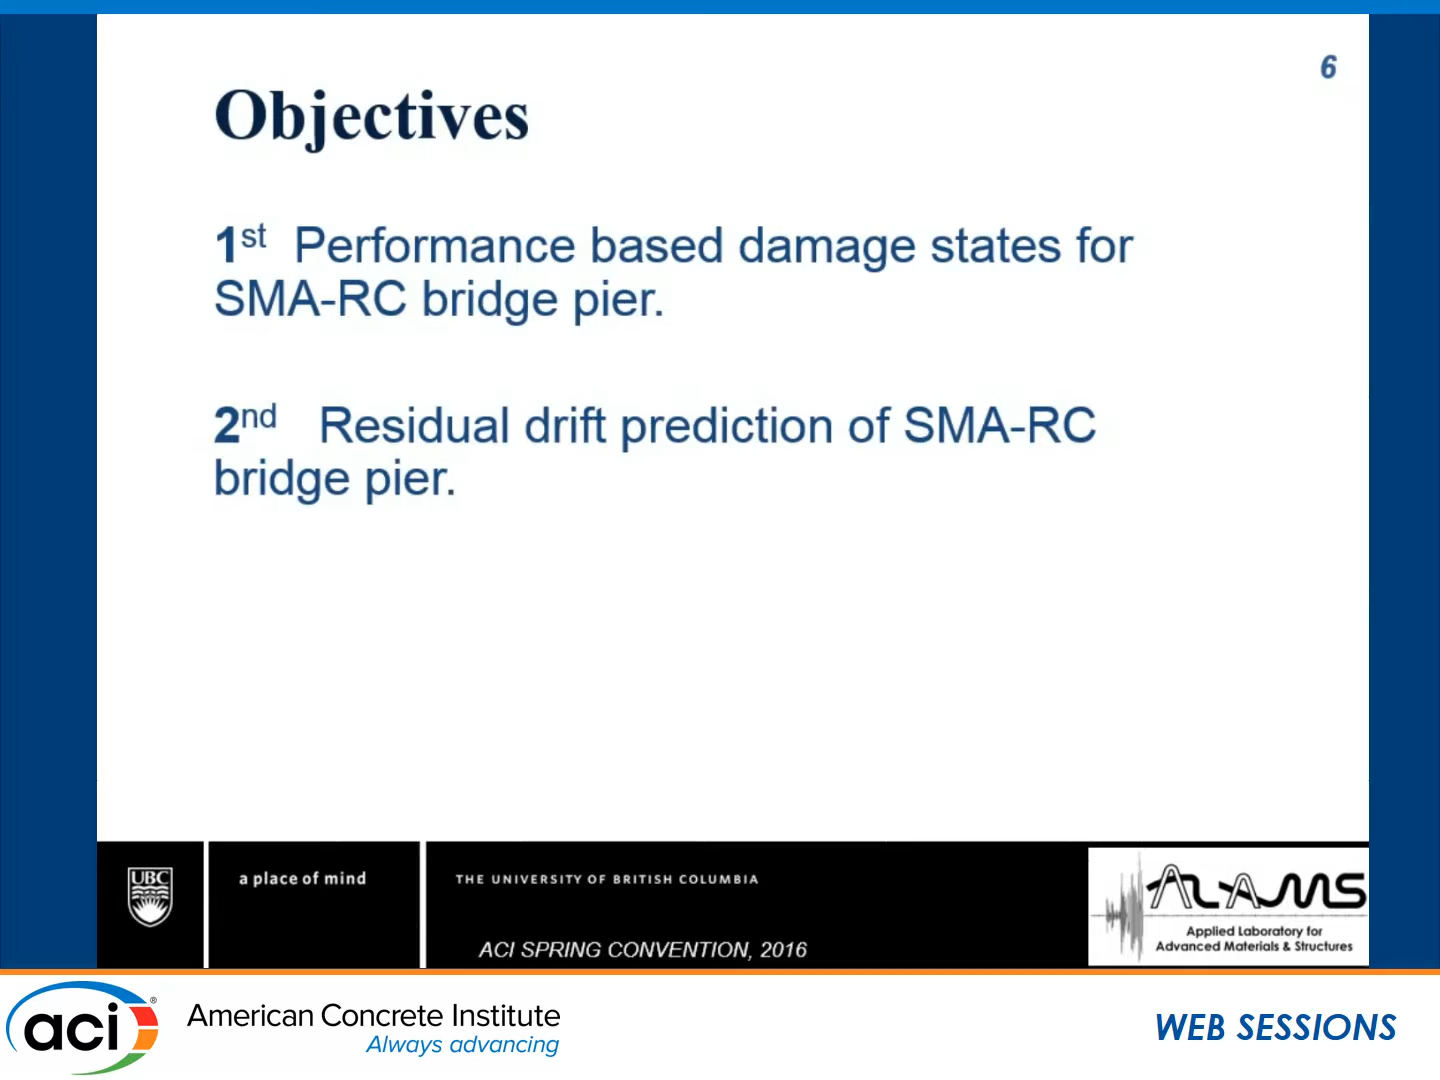 6
Objectives
1st Performance based damage states for
SMA-RC bridge pier.
2nd Residual drift prediction of SMA-RC
bridge pier.
UBC
a place of mind
THE UNIVERSITY OF BRITISH COLUMBIA
ACI SPRING CONVENTION, 2016
ALAMS
Applied Laboratory for
Advanced Materials & Structures
aci®
American Concrete Institute
Always advancing
WEB SESSIONS